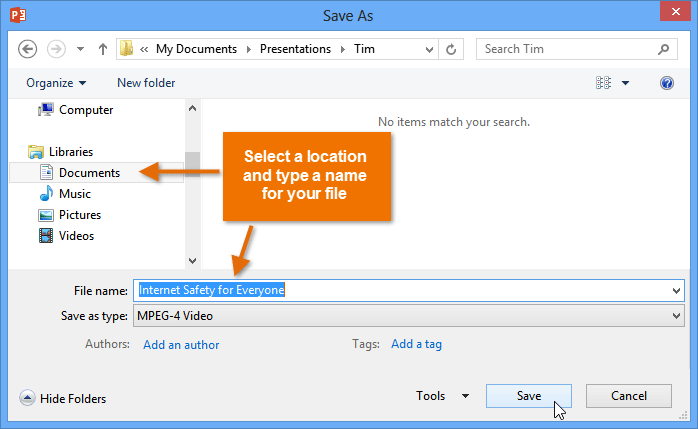 Save As
« My Documents Presentations Tim
Search Tim
Organize
New folder
Computer
Libraries
Documents
Music
Pictures
Videos
No items match your search.
Select a location
and type a name
for your file
File name: Internet Safety for Everyone
Save as type: MPEG-4 Video
Authors: Add an author
Tags: Add a tag
Hide Folders
Tools
Save
Cancel